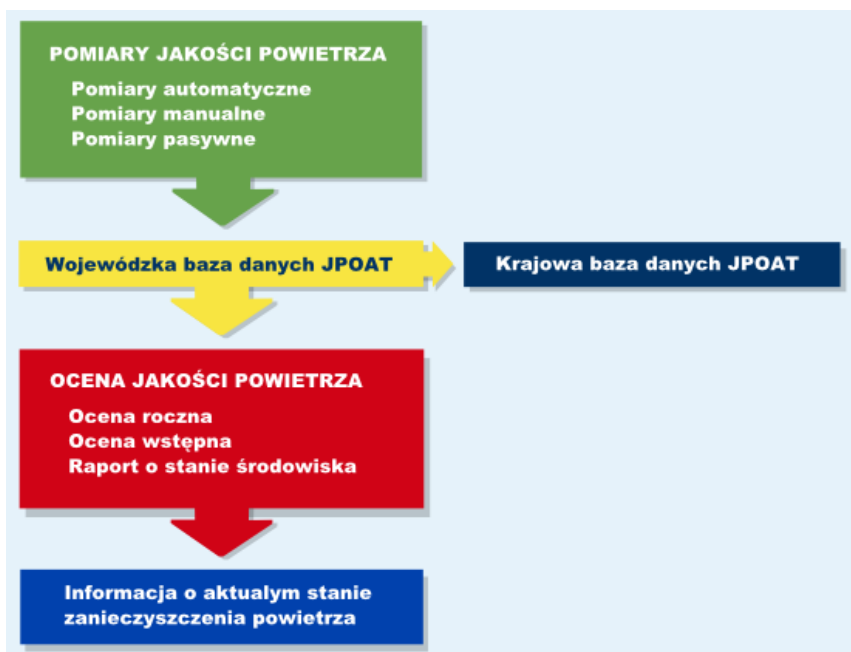 POMIARY JAKOŚCI POWIETRZA
Pomiary automatyczne
Pomiary manualne
Pomiary pasywne
Wojewódzka baza danych JPOAT
Krajowa baza danych JPOAT
OCENA JAKOŚCI POWIETRZA
Ocena roczna
Ocena wstępna
Raport o stanie środowiska
Informacja o aktualym stanie
zanieczyszczenia powietrza